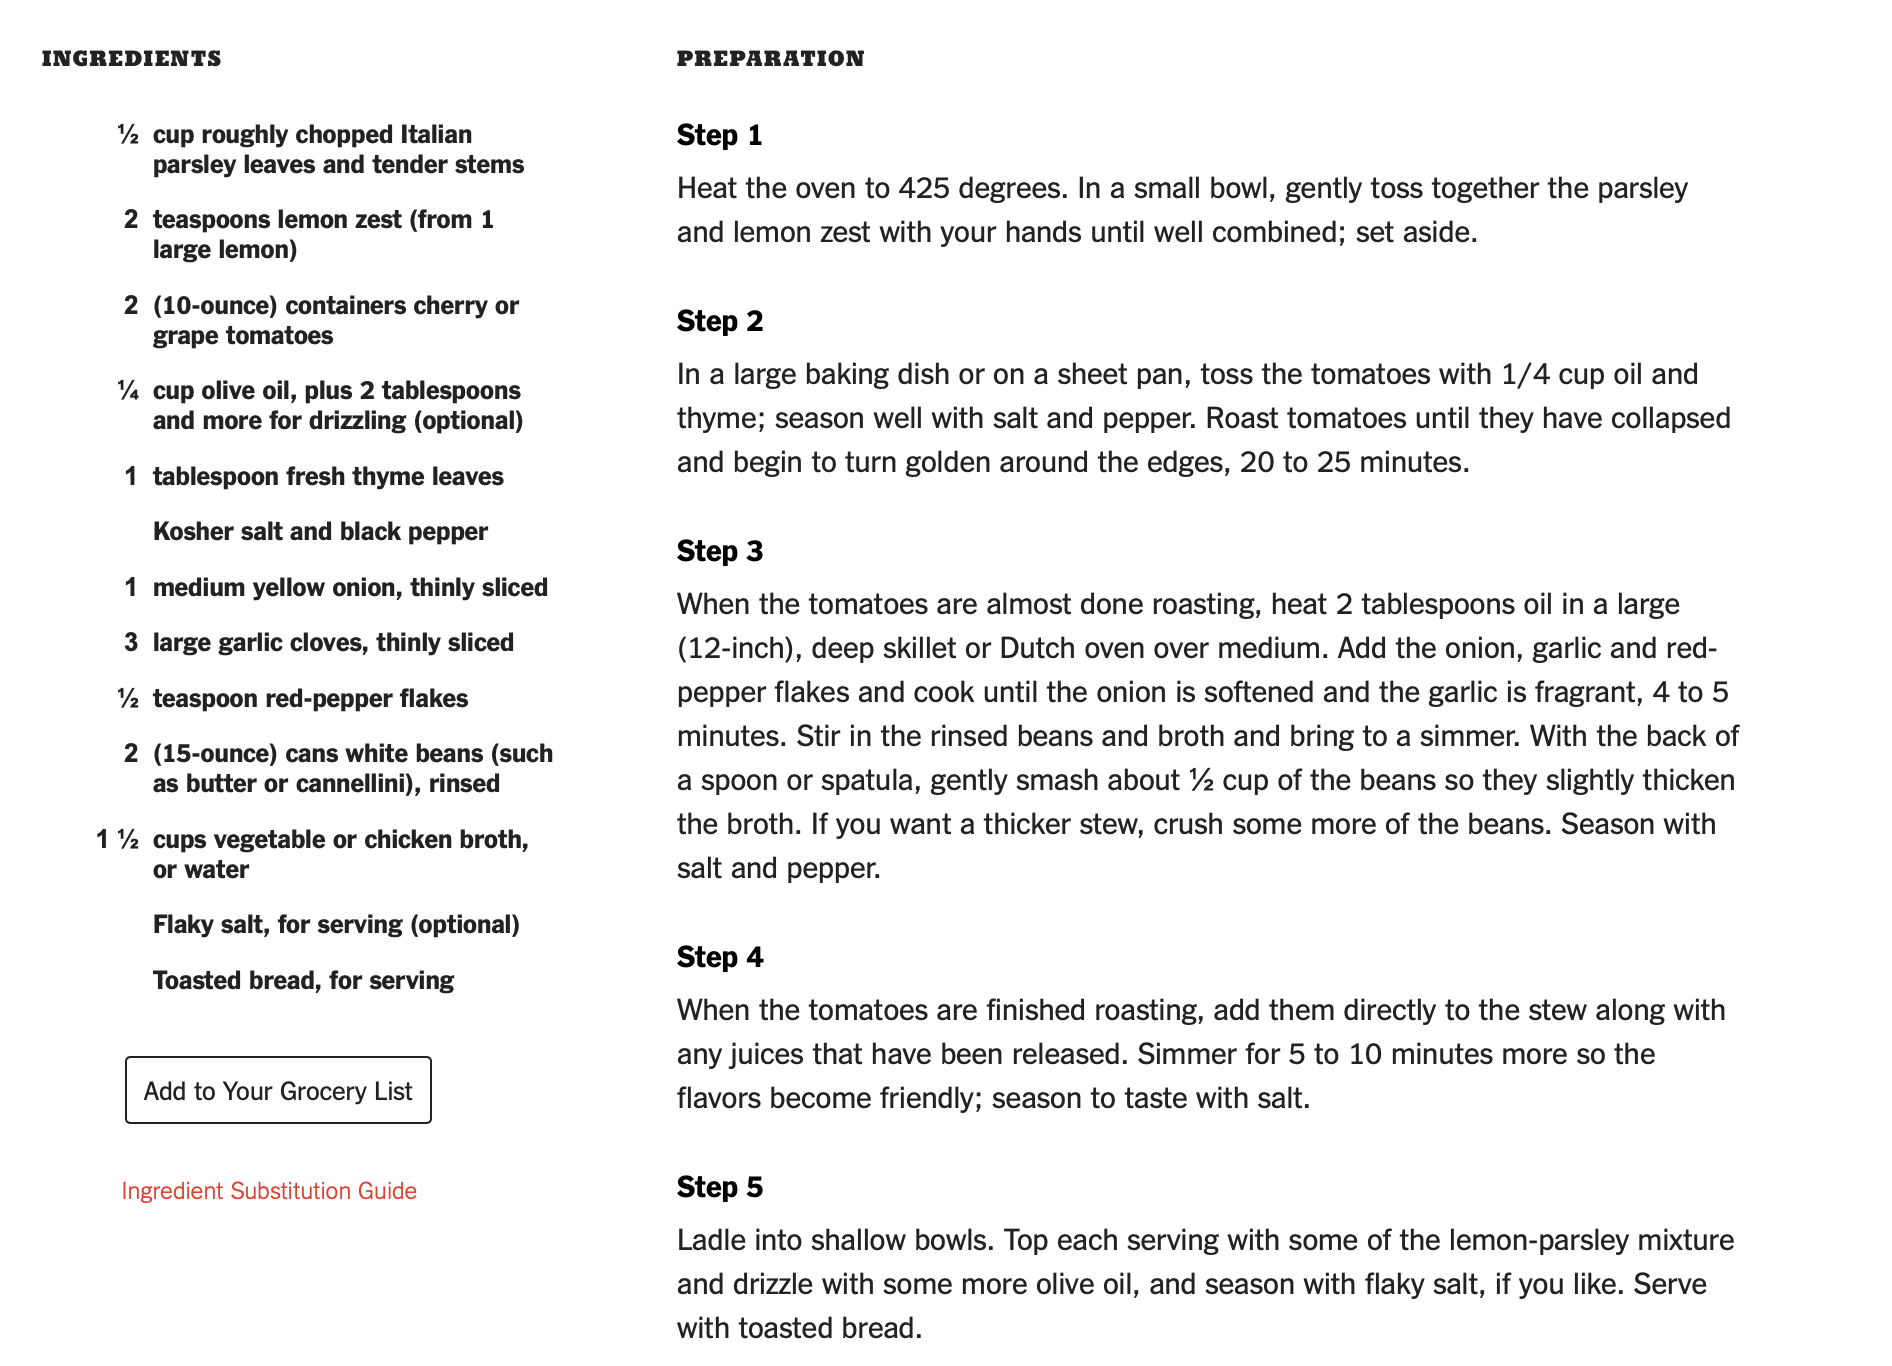 INGREDIENTS
½ cup roughly chopped Italian
parsley leaves and tender stems
2 teaspoons lemon zest (from 1
large lemon)
2 (10-ounce) containers cherry or
grape tomatoes
¼ cup olive oil, plus 2 tablespoons
and more for drizzling (optional)
1 tablespoon fresh thyme leaves
Kosher salt and black pepper
1 medium yellow onion, thinly sliced
3 large garlic cloves, thinly sliced
½ teaspoon red-pepper flakes
2 (15-ounce) cans white beans (such
as butter or cannellini), rinsed
1 ½ cups vegetable or chicken broth,
or water
Flaky salt, for serving (optional)
Toasted bread, for serving
Add to Your Grocery List
Ingredient Substitution Guide
PREPARATION
Step 1
Heat the oven to 425 degrees. In a small bowl, gently toss together the parsley
and lemon zest with your hands until well combined; set aside.
Step 2
In a large baking dish or on a sheet pan, toss the tomatoes with 1/4 cup oil and
thyme; season well with salt and pepper. Roast tomatoes until they have collapsed
and begin to turn golden around the edges, 20 to 25 minutes.
Step 3
When the tomatoes are almost done roasting, heat 2 tablespoons oil in a large
(12-inch), deep skillet or Dutch oven over medium. Add the onion, garlic and red-
pepper flakes and cook until the onion is softened and the garlic is fragrant, 4 to 5
minutes. Stir in the rinsed beans and broth and bring to a simmer. With the back of
a spoon or spatula, gently smash about ½ cup of the beans so they slightly thicken
the broth. If you want a thicker stew, crush some more of the beans. Season with
salt and pepper.
Step 4
When the tomatoes are finished roasting, add them directly to the stew along with
any juices that have been released. Simmer for 5 to 10 minutes more so the
flavors become friendly; season to taste with salt.
Step 5
Ladle into shallow bowls. Top each serving with some of the lemon-parsley mixture
and drizzle with some more olive oil, and season with flaky salt, if you like. Serve
with toasted bread.